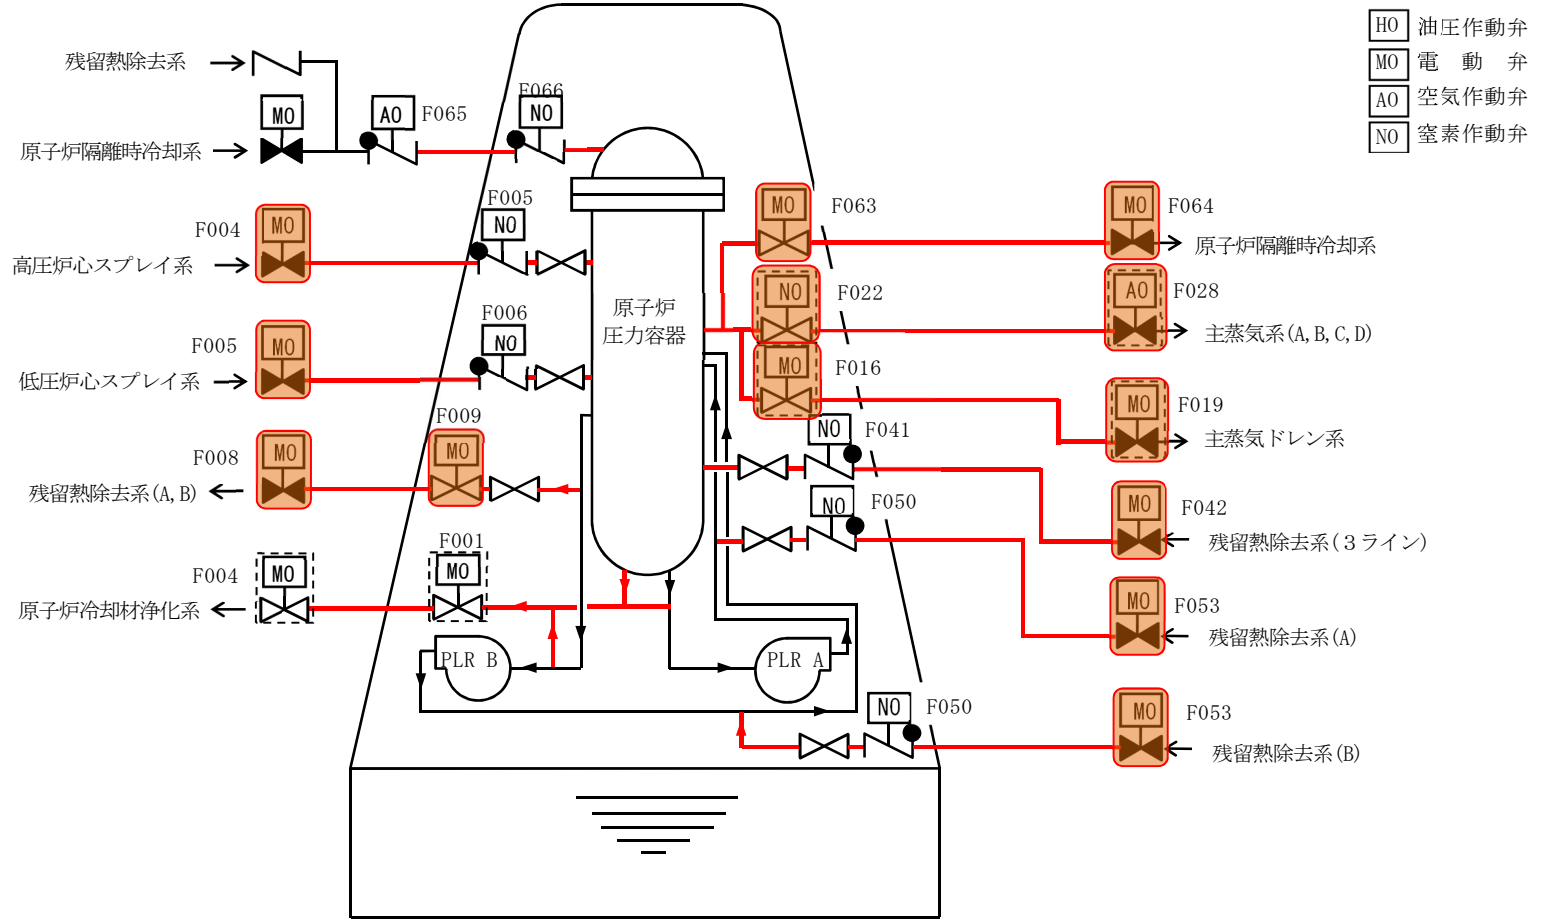 HO 油圧作動弁
MO 電 動 弁
AO 空気作動弁
NO 窒素作動弁
残留熱除去系
MO
AO
F065
F066
NO
原子炉隔離時冷却系
F004
MO
F005
NO
高圧炉心スプレイ系
F005
MO
F006
NO
低圧炉心スプレイ系
F008
MO
F009
MO
残留熱除去系(A,B)
F004
MO
F001
MO
原子炉冷却材浄化系
原子炉
圧力容器
PLR B
PLR A
MO
F063
MO
F064
原子炉隔離時冷却系
NO
F022
AO
F028
主蒸気系(A,B,C,D)
MO
F016
MO
F019
主蒸気ドレン系
NO
F041
MO
F042
残留熱除去系(３ライン)
NO
F050
MO
F053
残留熱除去系(A)
NO
F050
MO
F053
残留熱除去系(B)